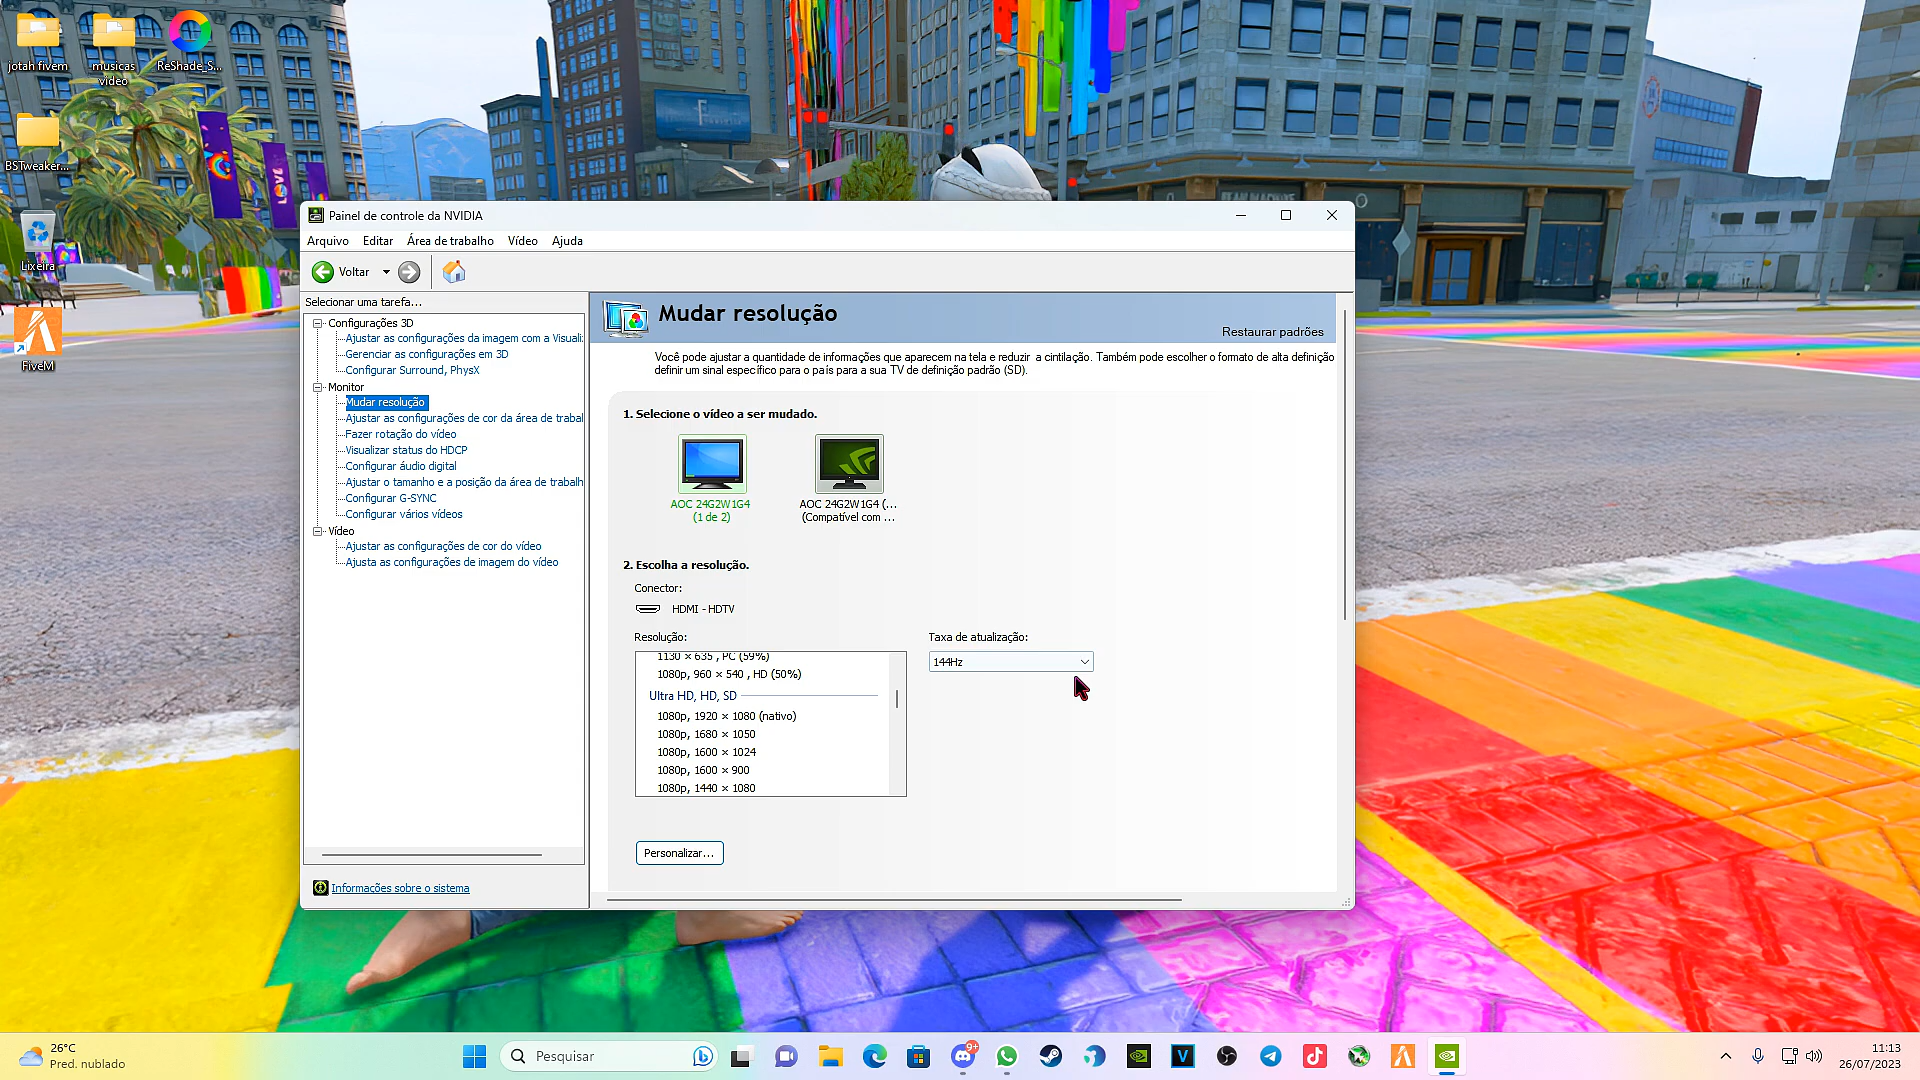 jotah fivem
musicas
video
ReShade_S...
BSTweaker...
Lixeira
FiveM
LOVE
F
Painel de controle da NVIDIA
Arquivo
Editar
Área de trabalho
Vídeo
Ajuda
Voltar
Selecionar uma tarefa...
Configurações 3D
Ajustar as configurações da imagem com a Visuali
Gerenciar as configurações em 3D
Configurar Surround, PhysX
Monitor
Mudar resolução
Ajustar as configurações de cor da área de trabal
Fazer rotação do vídeo
Visualizar status do HDCP
Configurar áudio digital
Ajustar o tamanho e a posição da área de trabalh
Configurar G-SYNC
Configurar vários vídeos
Vídeo
Ajustar as configurações de cor do vídeo
Ajusta as configurações de imagem do vídeo
Informações sobre o sistema
Mudar resolução
Restaurar padrões
Você pode ajustar a quantidade de informações que aparecem na tela e reduzir a cintilação. Também pode escolher o formato de alta definição
definir um sinal específico para o país para a sua TV de definição padrão (SD).
1. Selecione o vídeo a ser mudado.
AOC 24G2W1G4
(1 de 2)
AOC 24G2W1G4 (...
(Compatível com ...
2. Escolha a resolução.
Conector:
HDMI - HDTV
Resolução:
1130 × 635 , PC (59%)
1080p, 960 × 540 , HD (50%)
Ultra HD, HD, SD
1080p, 1920 × 1080 (nativo)
1080p, 1680 × 1050
1080p, 1600 × 1024
1080p, 1600 × 900
1080p, 1440 × 1080
Taxa de atualização:
144Hz
Personalizar...
26°C
Pred. nublado
Pesquisar
9+
V
11:13
26/07/2023